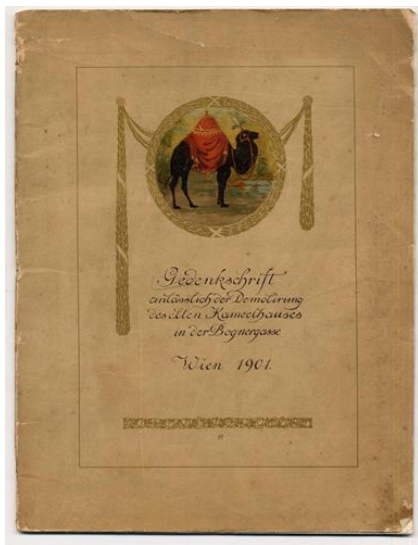 Gedenkschrift
anlässlich der Demolirung
des alten Kameelhauses
in der Bognergasse
Wien 1901.